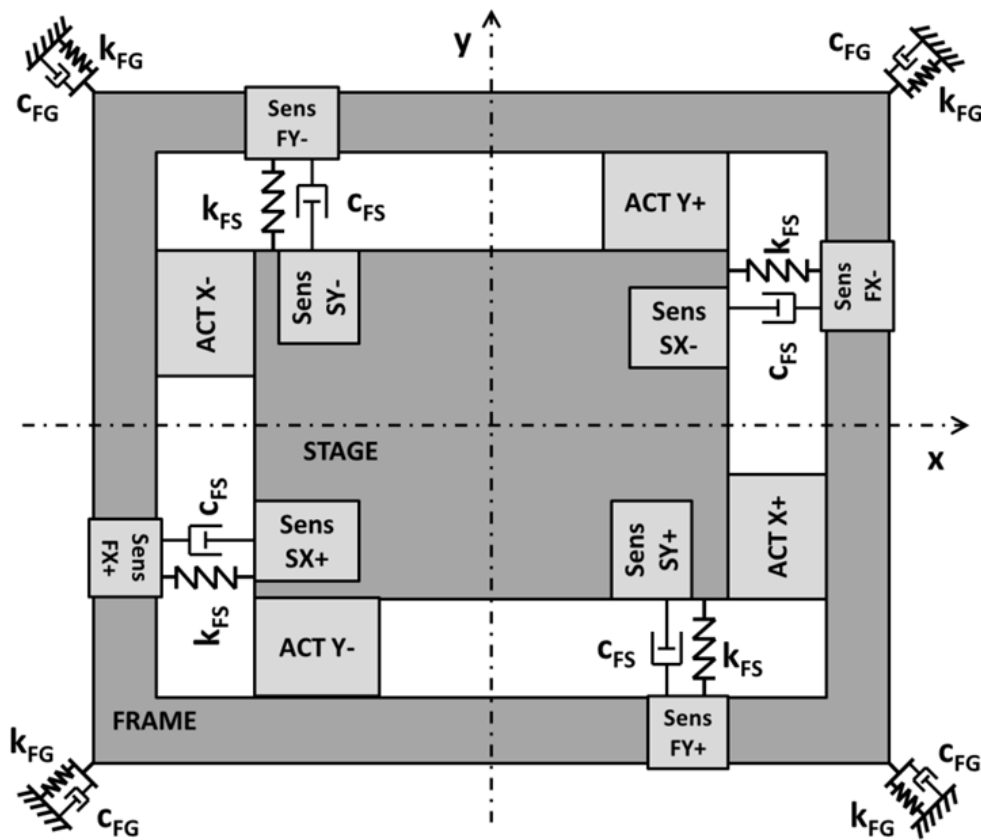 y
k_FG
c_FG
c_FG
k_FG
Sens
FY-
k_FS
c_FS
ACT Y+
k_FS
Sens
FX-
c_FS
ACT X-
Sens
SY-
Sens
SX-
x
STAGE
c_FS
Sens
FX+
Sens
SX+
k_FS
Sens
SY+
ACT X+
ACT Y-
c_FS
k_FS
FRAME
Sens
FY+
k_FG
c_FG
c_FG
k_FG